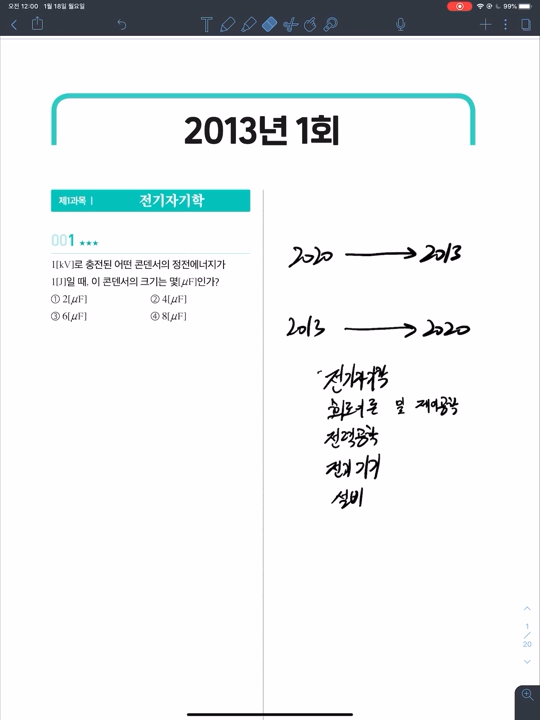 오전 12:00 1월 18일 월요일
99%
2013년 1회
제1과목 | 전기자기학
001 ★★★
1[kV]로 충전된 어떤 콘덴서의 정전에너지가
1[J]일 때, 이 콘덴서의 크기는 몇[μF]인가?
① 2[μF] ② 4[μF]
③ 6[μF] ④ 8[μF]
2020 → 2013
2013 → 2020
전기자기학
회로이론 및 제어공학
전력공학
전기기기
설비
1
/
20